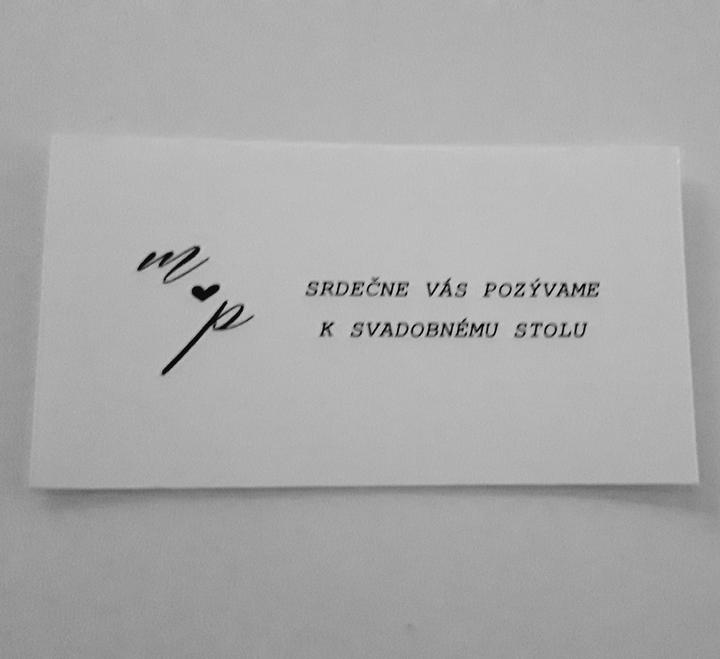 m
p
SRDEČNE VÁS POZÝVAME
K SVADOBNÉMU STOLU